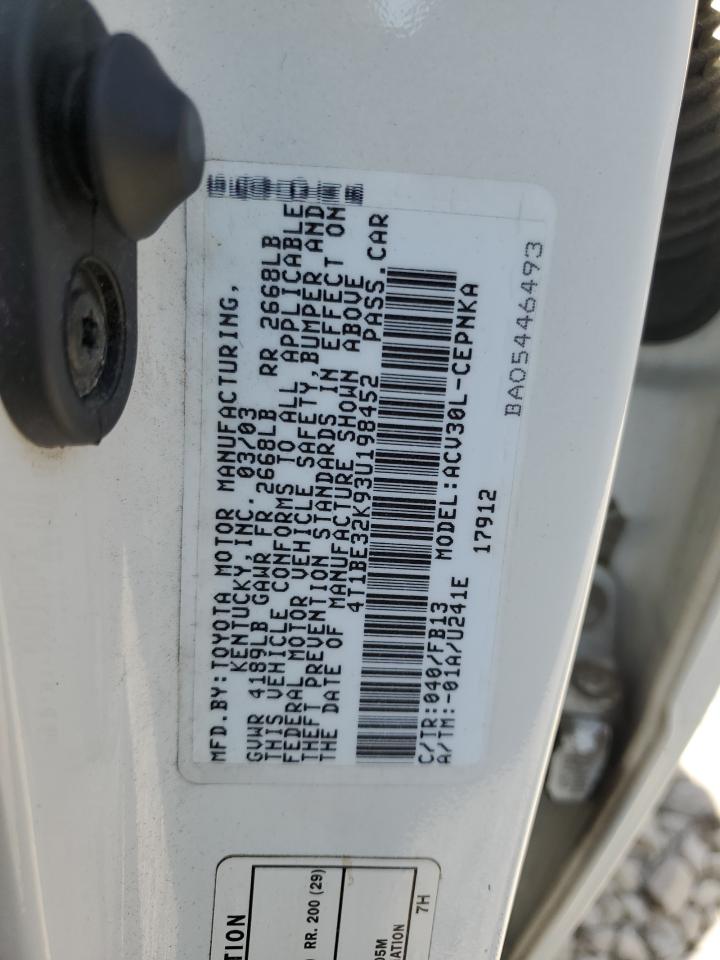 MFD.BY:TOYOTA MOTOR MANUFACTURING,
KENTUCKY,INC. 03/03
GVWR 4189LB GAWR FR 2668LB RR 2668LB
THIS VEHICLE CONFORMS TO ALL APPLICABLE
FEDERAL MOTOR VEHICLE SAFETY,BUMPER AND
THEFT PREVENTION STANDARDS IN EFFECT ON
THE DATE OF MANUFACTURE SHOWN ABOVE
4T1BE32K93U198452 PASS.CAR
C/TR:040/FB13 MODEL:ACV30L-CEPNKA
A/TM:-01A/U241E 17912
BA05446493
TION
RR. 200 (29)
05M
ATION
7H